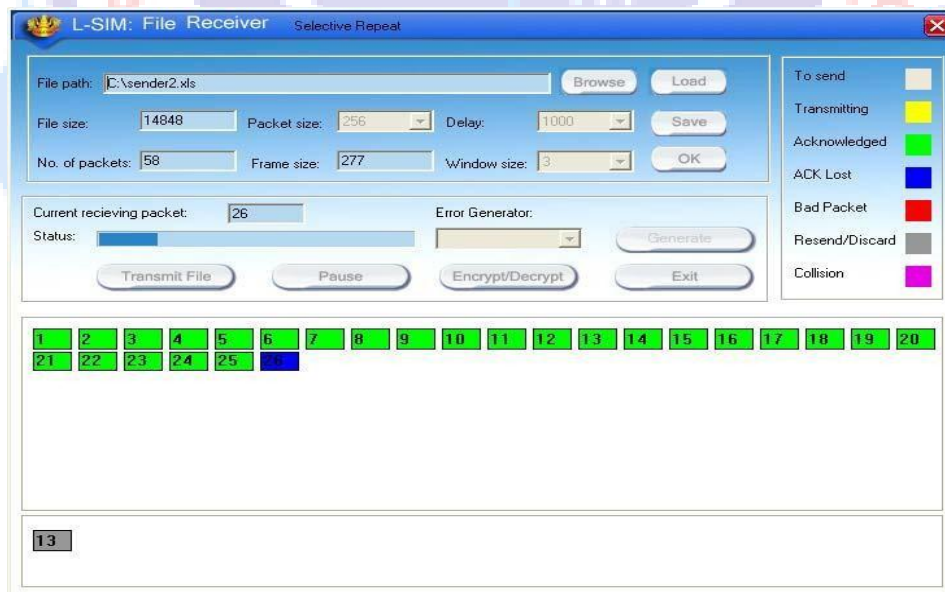 L-SIM: File Receiver Selective Repeat
File path: C:\sender2.xls Browse Load
File size: 14848 Packet size: 256 Delay: 1000 Save
No. of packets: 58 Frame size: 277 Window size: 3 OK
Current recieving packet: 26 Error Generator:
Status: Generate
Transmit File Pause Encrypt/Decrypt Exit
To send
Transmitting
Acknowledged
ACK Lost
Bad Packet
Resend/Discard
Collision
1 2 3 4 5 6 7 8 9 10 11 12 13 14 15 16 17 18 19 20
21 22 23 24 25 26
13